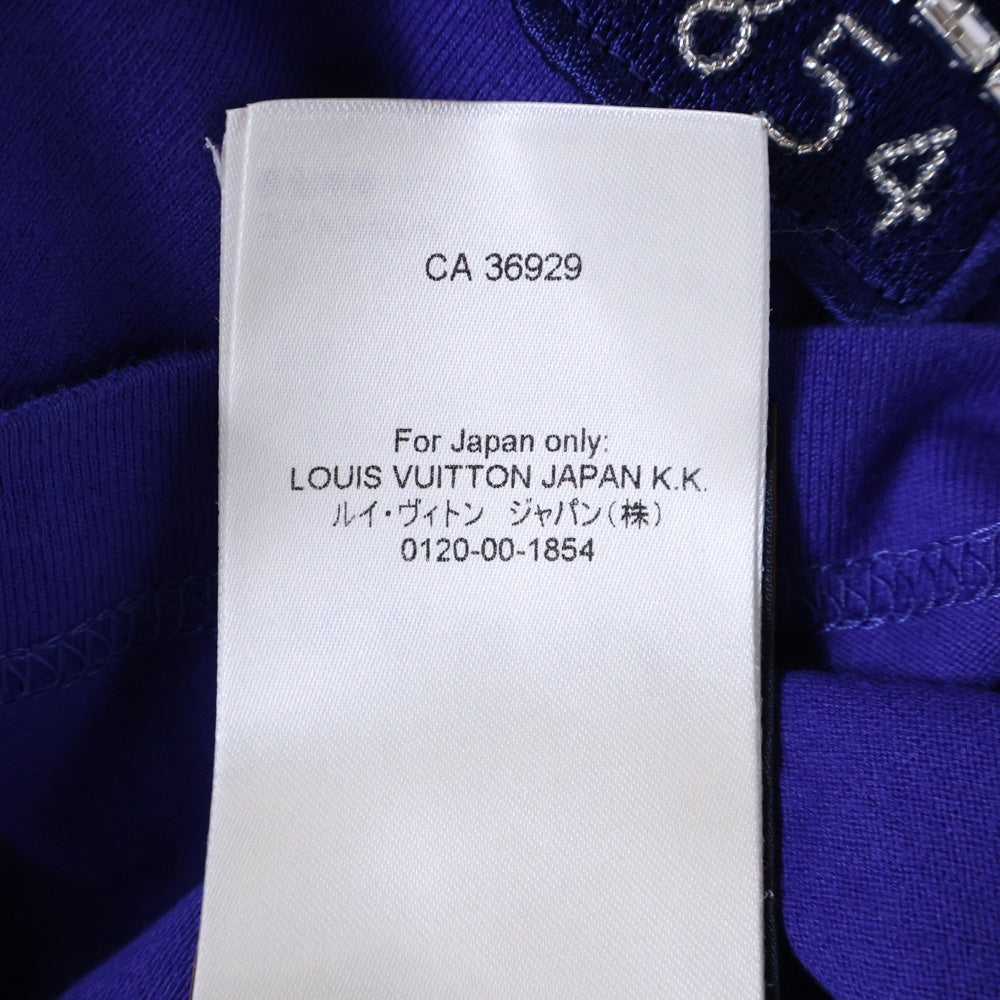 854
CA 36929
For Japan only:
LOUIS VUITTON JAPAN K.K.
ルイ・ヴィトン ジャパン(株)
0120-00-1854